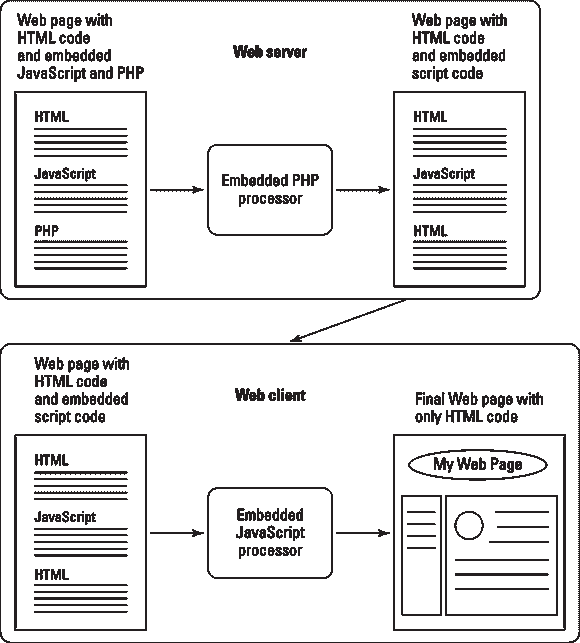 Web page with
HTML code
and embedded
JavaScript and PHP
Web server
Web page with
HTML code
and embedded
script code
HTML
JavaScript
PHP
Embedded PHP
processor
HTML
JavaScript
HTML
Web page with
HTML code
and embedded
script code
Web client
Final Web page with
only HTML code
HTML
JavaScript
HTML
Embedded
JavaScript
processor
My Web Page